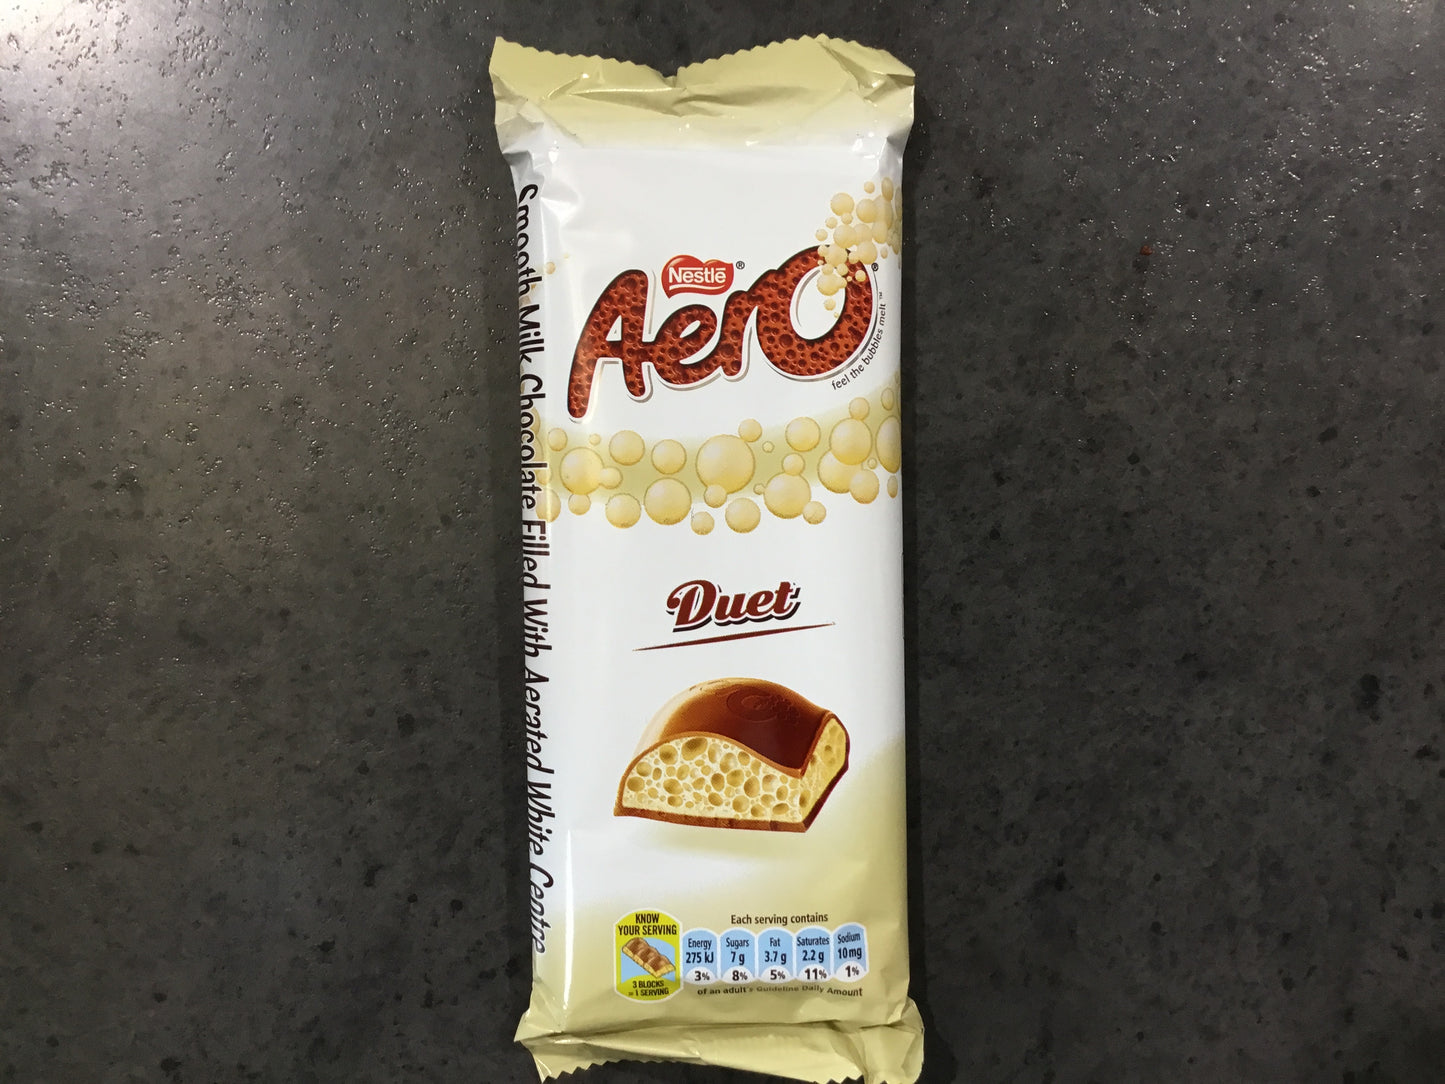 Nestlé®
Aero®
feel the bubbles melt™
Duet
Smooth Milk Chocolate Filled With Aerated White Centre
KNOW
YOUR SERVING
3 BLOCKS
= 1 SERVING
Each serving contains
Energy
275 kJ
3%
Sugars
7 g
8%
Fat
3.7 g
5%
Saturates
2.2 g
11%
Sodium
10 mg
1%
of an adult's Guideline Daily Amount